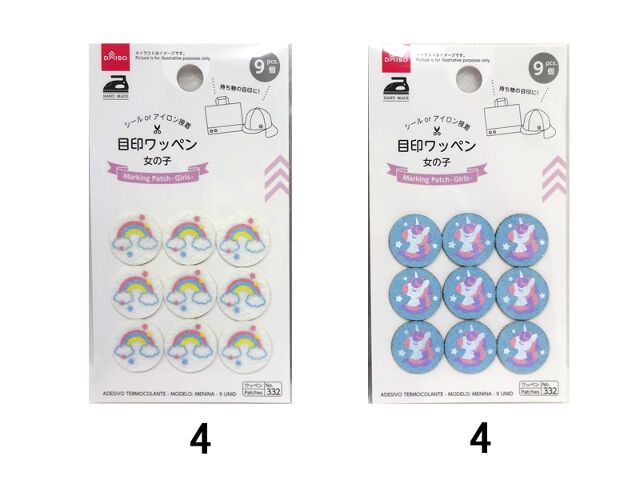 DAISO
※イラストはイメージです。
Picture is for illustrative purposes only.
9 pcs.
個
HAND MADE
持ち物の目印に!
シール or アイロン接着
目印ワッペン
女の子
Marking Patch -Girls-
ADESIVO TERMOCOLANTE - MODELO: MENINA - 9 UNID
ワッペン
Patches
No.
332
4
DAISO
※イラストはイメージです。
Picture is for illustrative purposes only.
9 pcs.
個
HAND MADE
持ち物の目印に!
シール or アイロン接着
目印ワッペン
女の子
Marking Patch -Girls-
ADESIVO TERMOCOLANTE - MODELO: MENINA - 9 UNID
ワッペン
Patches
No.
332
4